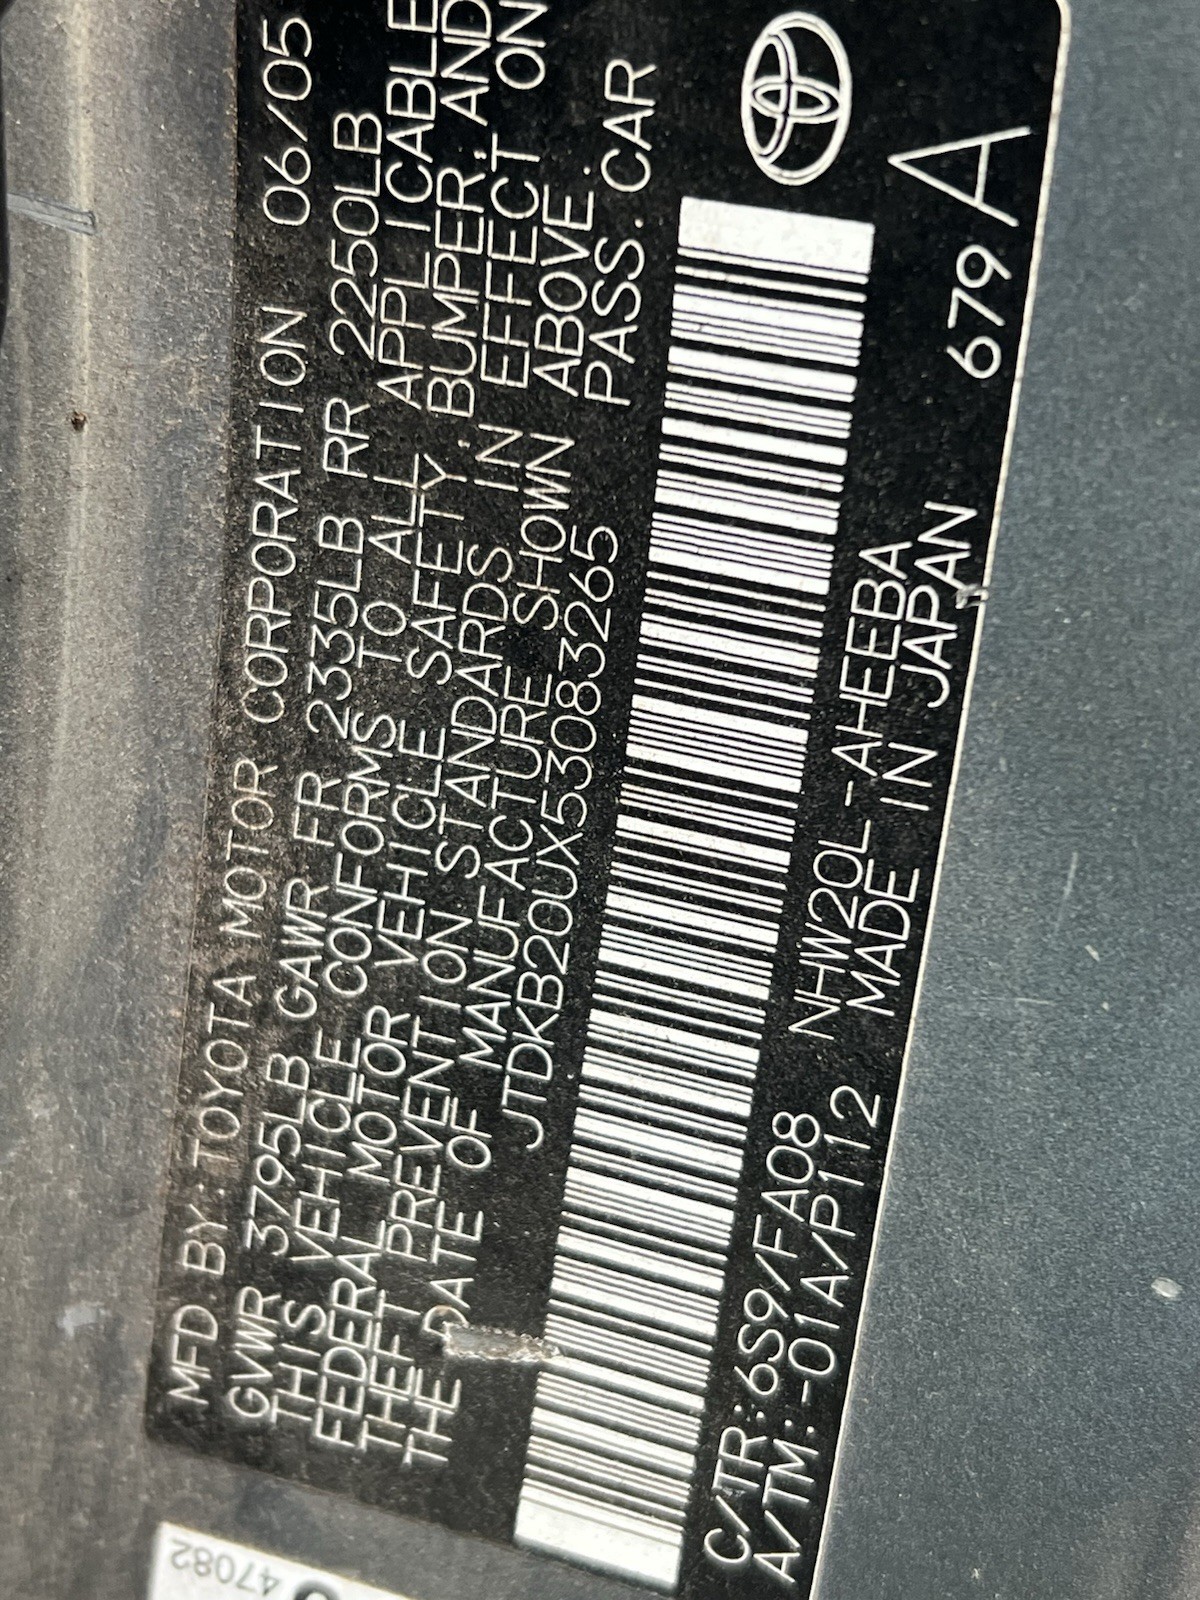 MFD. BY: TOYOTA MOTOR CORPORATION 06/05
GVWR 3795LB GAWR FR 2335LB RR 2250LB
THIS VEHICLE CONFORMS TO ALL APPLICABLE
FEDERAL MOTOR VEHICLE SAFETY, BUMPER, AND
THEFT PREVENTION STANDARDS IN EFFECT ON
THE DATE OF MANUFACTURE SHOWN ABOVE.
JTDKB20UX53083265 PASS. CAR
C/TR: 6S9/FA08 NHW20L-AHEEBA
A/TM: -01A/P112 MADE IN JAPAN 679 A
47082